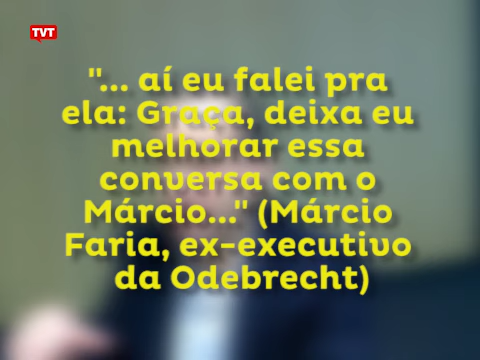 TVT
"... aí eu falei pra
ela: Graça, deixa eu
melhorar essa
conversa com o
Márcio..." (Márcio
Faria, ex-executivo
da Odebrecht)